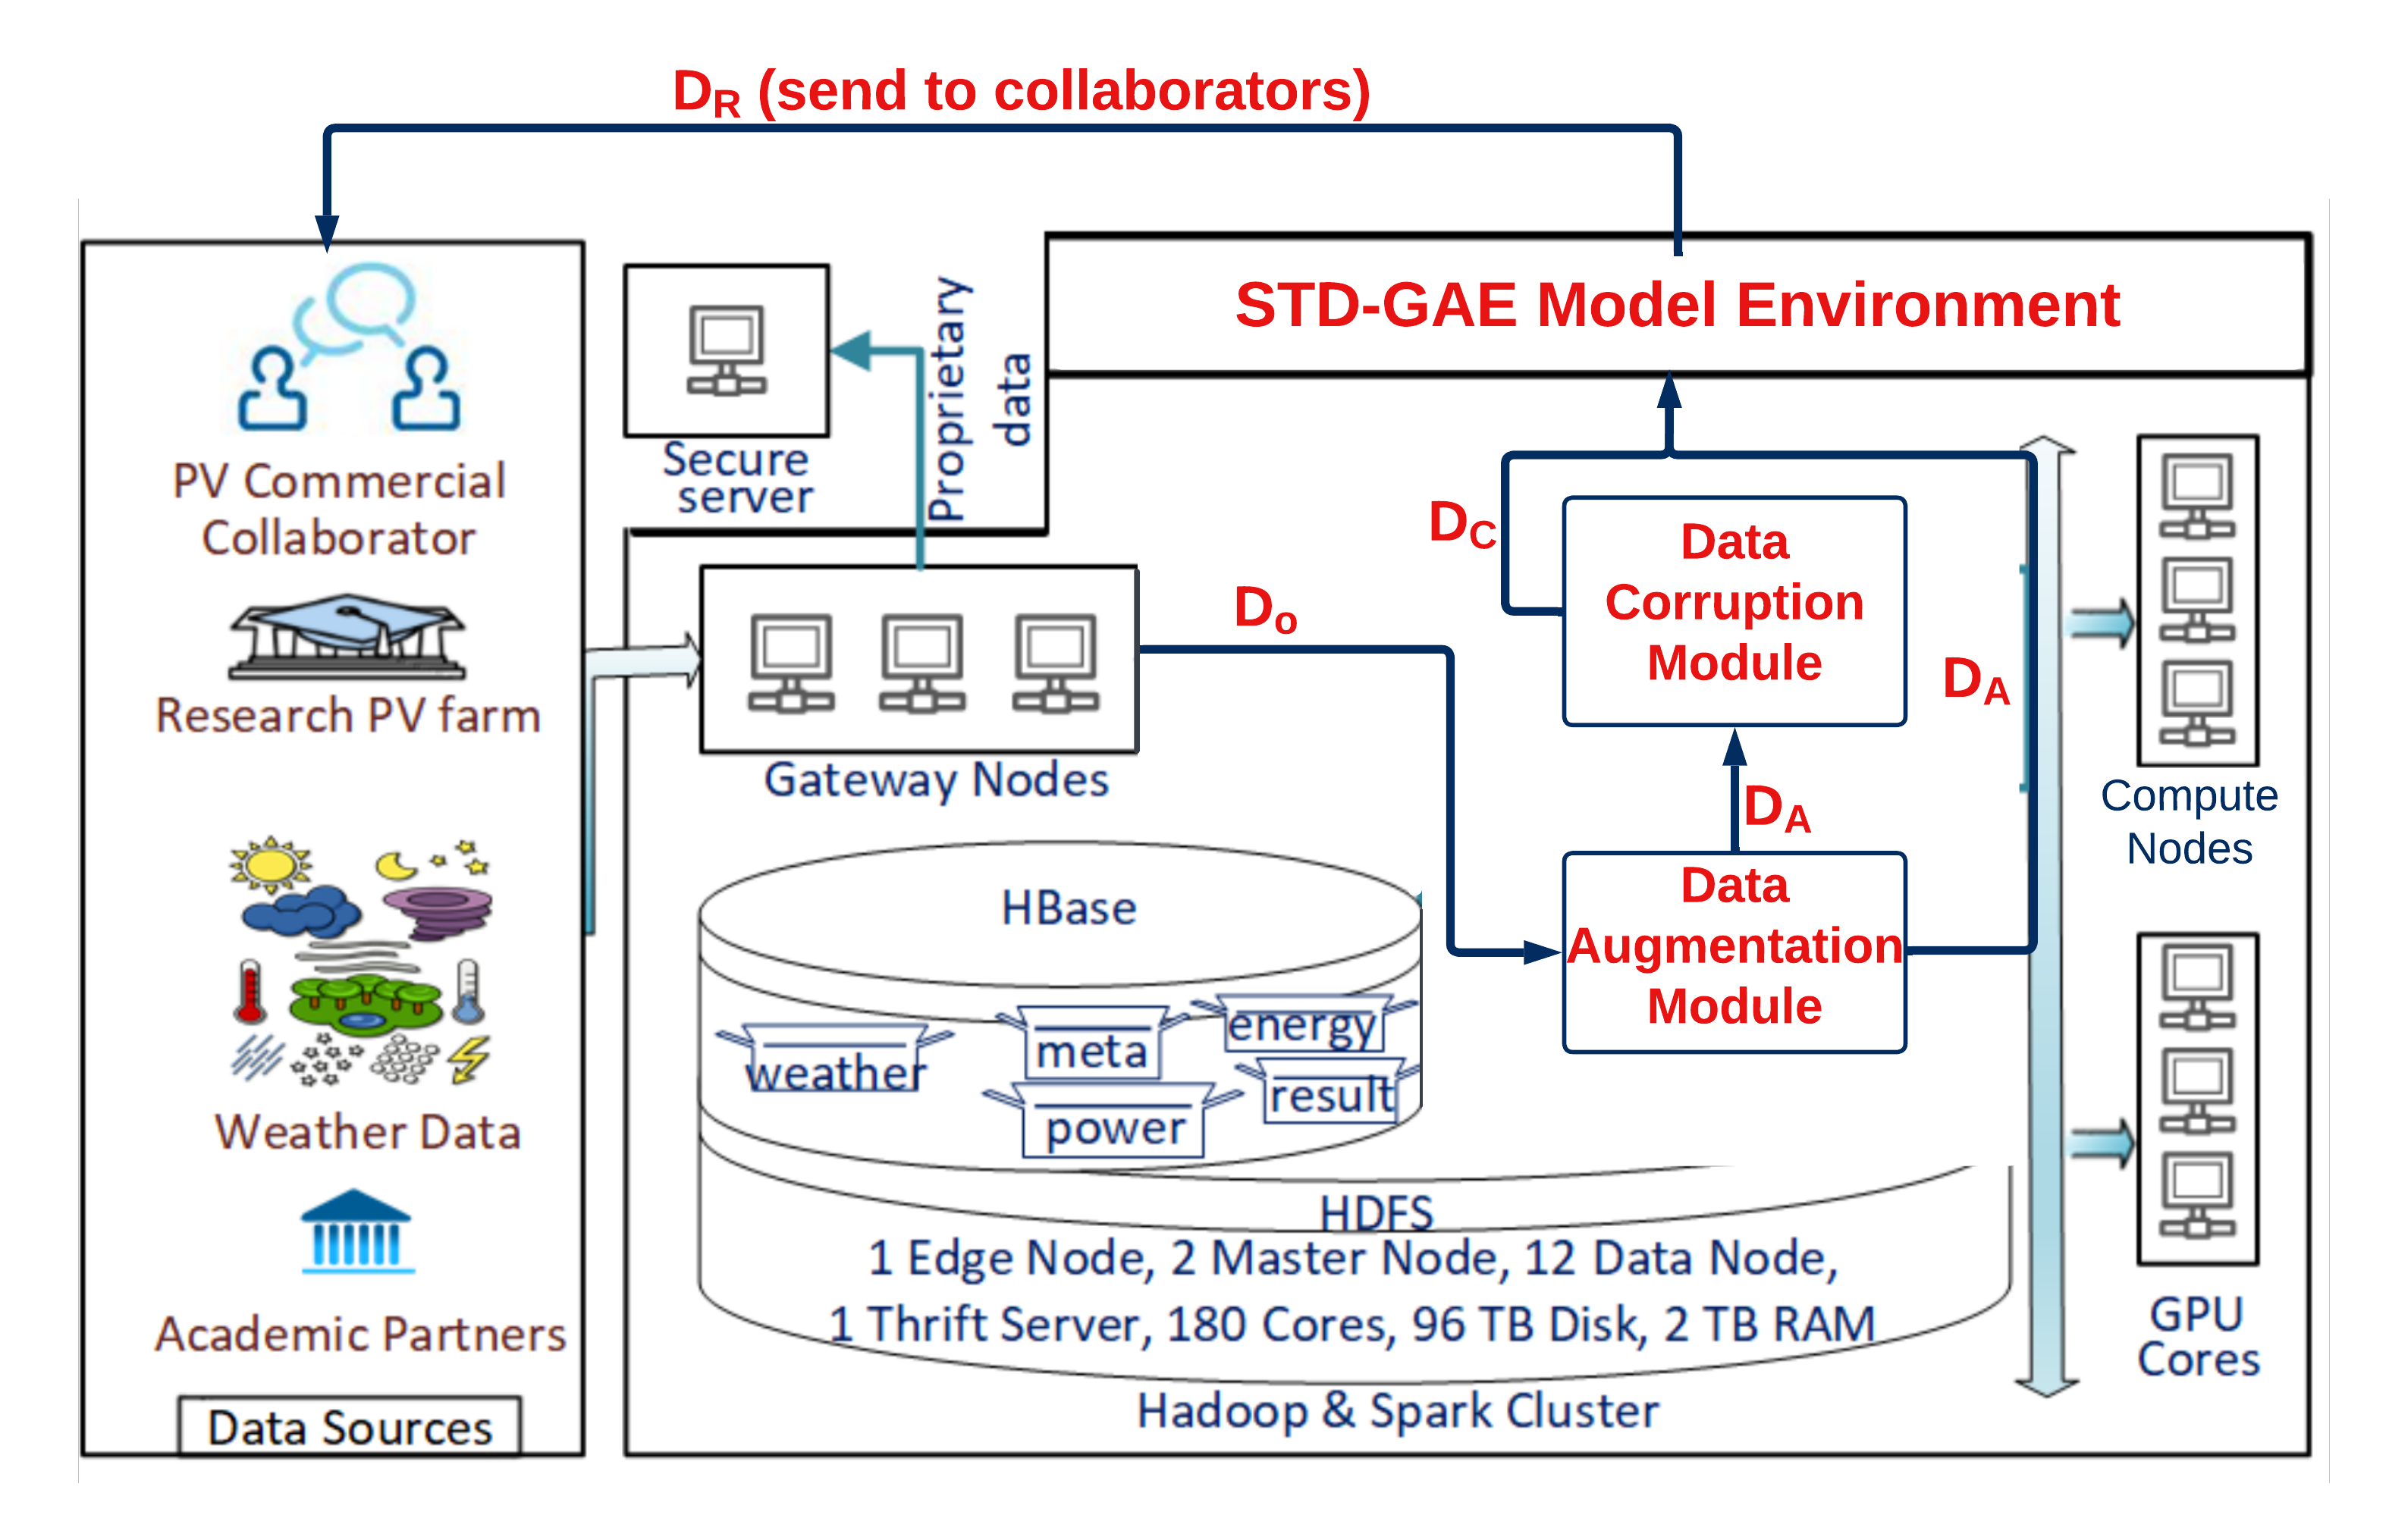 D_R (send to collaborators)
STD-GAE Model Environment
PV Commercial
Collaborator
Research PV farm
Weather Data
Academic Partners
Data Sources
Secure
server
Proprietary
data
Gateway Nodes
D_o
D_C
Data
Corruption
Module
D_A
D_A
Data
Augmentation
Module
Compute
Nodes
GPU
Cores
HBase
weather
meta
energy
power
result
HDFS
1 Edge Node, 2 Master Node, 12 Data Node,
1 Thrift Server, 180 Cores, 96 TB Disk, 2 TB RAM
Hadoop & Spark Cluster